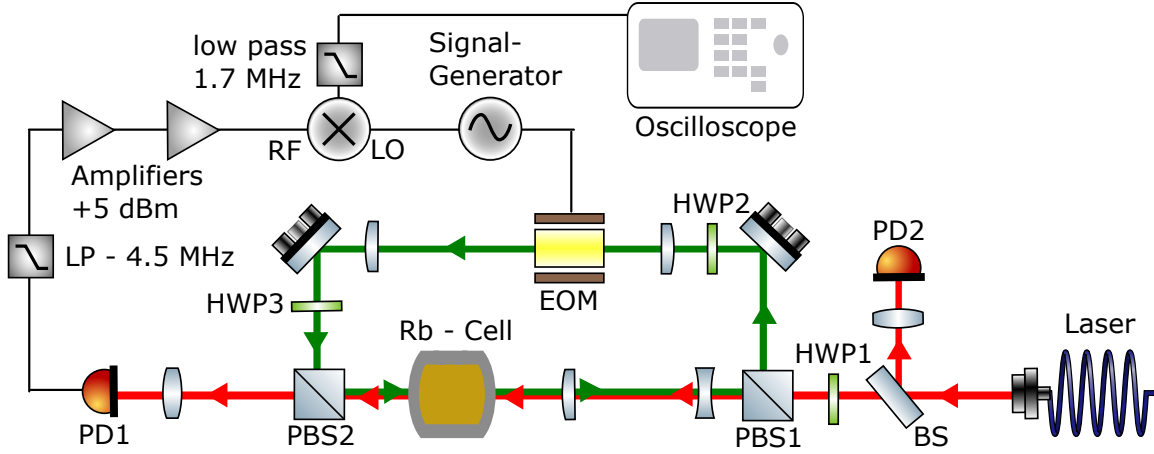 low pass
1.7 MHz
Signal-
Generator
Oscilloscope
RF
LO
Amplifiers
+5 dBm
LP - 4.5 MHz
HWP2
PD2
EOM
HWP3
Rb - Cell
Laser
HWP1
PD1
PBS2
PBS1
BS